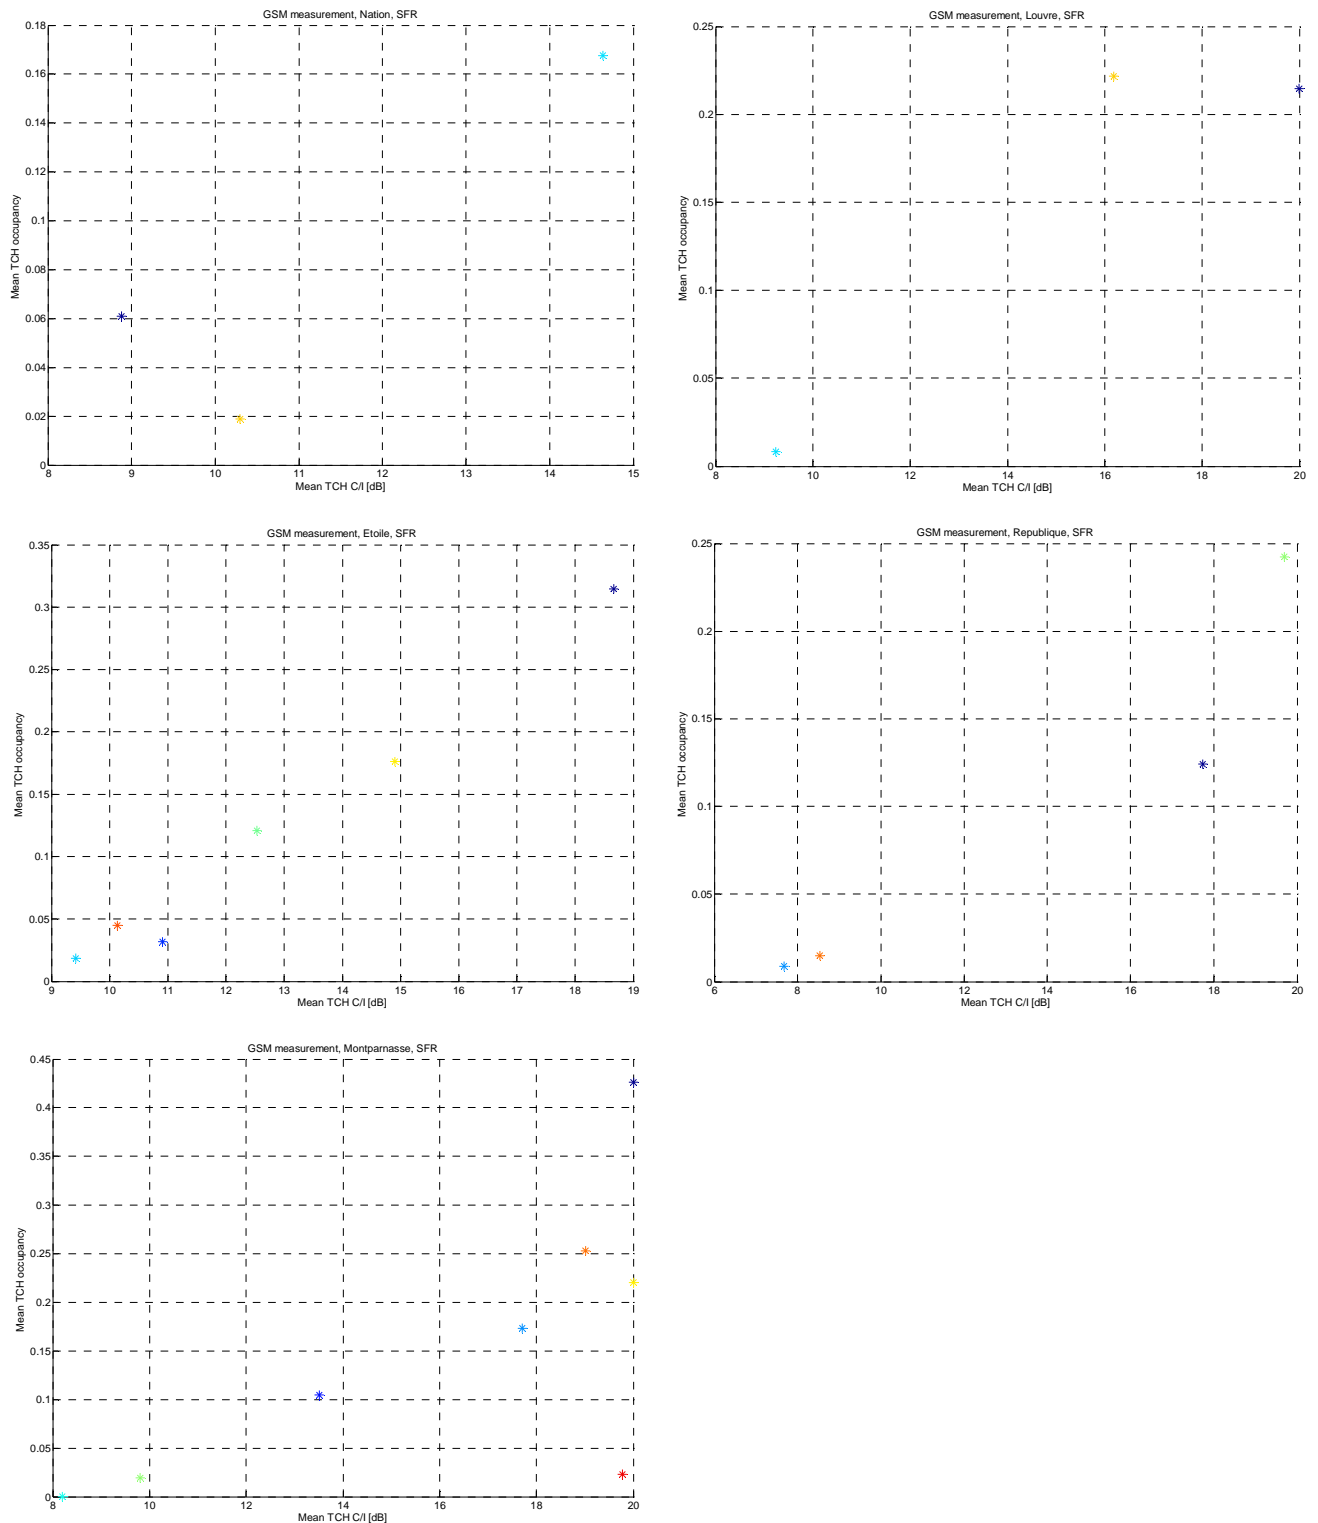 GSM measurement, Nation, SFR
0.18
0.16
0.14
0.12
0.1
0.08
0.06
0.04
0.02
0
Mean TCH occupancy
8 9 10 11 12 13 14 15
Mean TCH C/I [dB]
GSM measurement, Louvre, SFR
0.25
0.2
0.15
0.1
0.05
0
Mean TCH occupancy
8 10 12 14 16 18 20
Mean TCH C/I [dB]
GSM measurement, Etoile, SFR
0.35
0.3
0.25
0.2
0.15
0.1
0.05
0
Mean TCH occupancy
9 10 11 12 13 14 15 16 17 18 19
Mean TCH C/I [dB]
GSM measurement, Republique, SFR
0.25
0.2
0.15
0.1
0.05
0
Mean TCH occupancy
6 8 10 12 14 16 18 20
Mean TCH C/I [dB]
GSM measurement, Montparnasse, SFR
0.45
0.4
0.35
0.3
0.25
0.2
0.15
0.1
0.05
0
Mean TCH occupancy
8 10 12 14 16 18 20
Mean TCH C/I [dB]